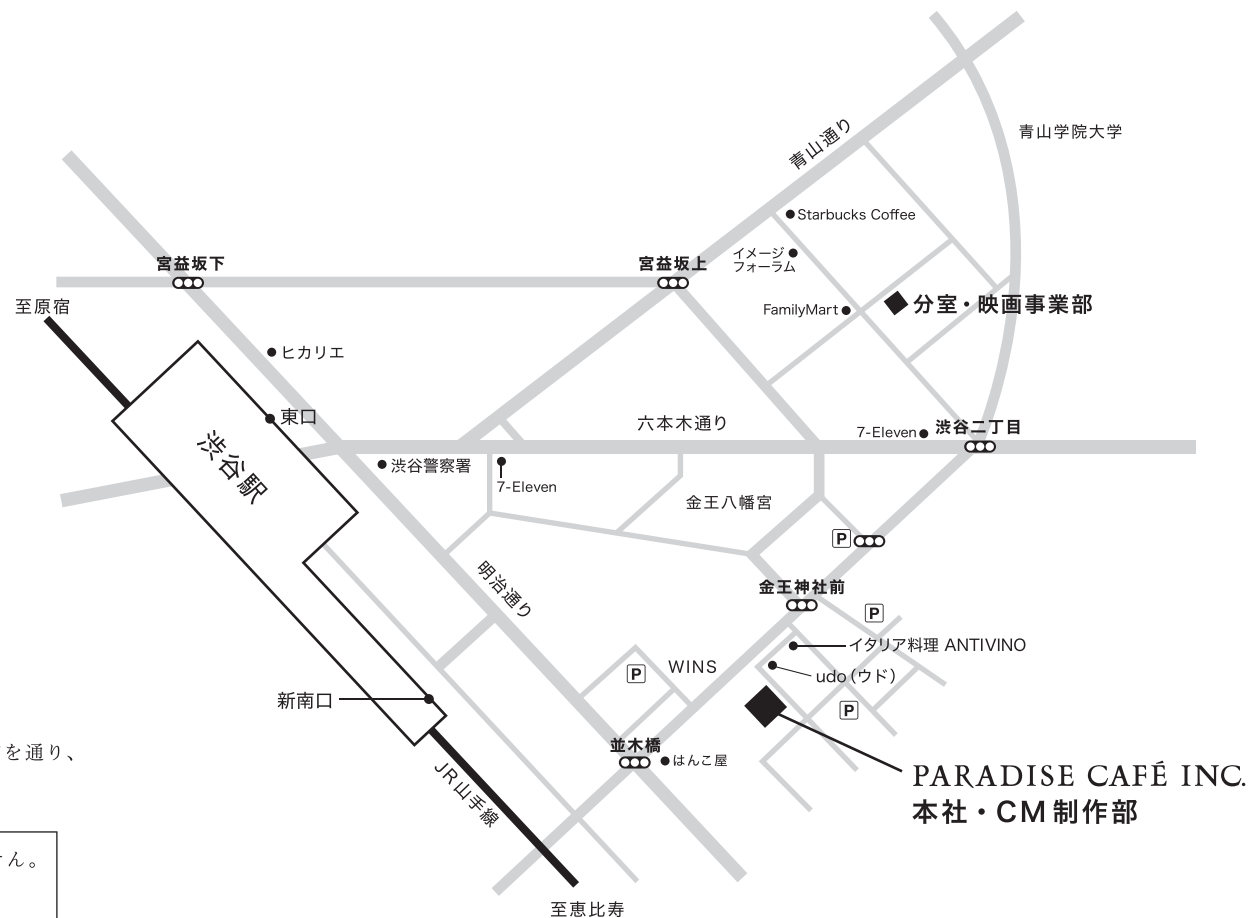 青山通り
青山学院大学
Starbucks Coffee
イメージ
フォーラム
宮益坂下
宮益坂上
至原宿
FamilyMart
分室・映画事業部
ヒカリエ
東口
六本木通り
7-Eleven
渋谷二丁目
渋谷駅
渋谷警察署
7-Eleven
金王八幡宮
P
明治通り
金王神社前
P
イタリア料理 ANTIVINO
WINS
P
udo（ウド）
新南口
P
並木橋
はんこ屋
を通り、
JR山手線
PARADISE CAFÉ INC.
本社・CM制作部
せん。
至恵比寿